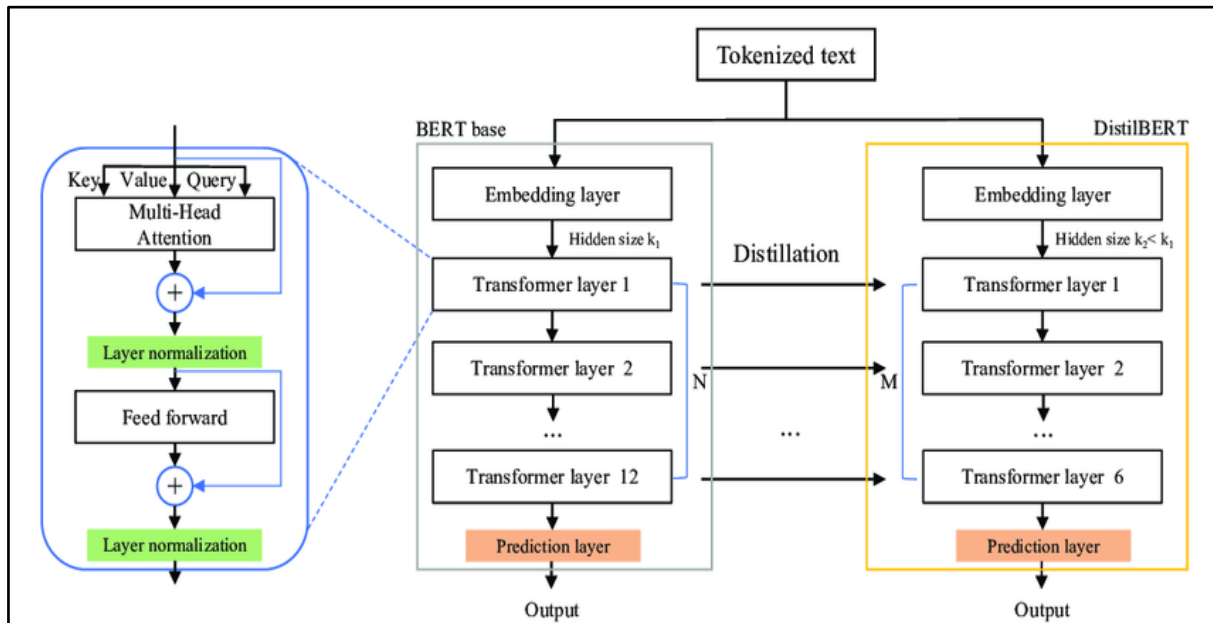 Tokenized text
BERT base
DistilBERT
Key Value Query
Multi-Head
Attention
+
Layer normalization
Feed forward
+
Layer normalization
Embedding layer
Hidden size k₁
Transformer layer 1
Transformer layer 2
...
Transformer layer 12
Prediction layer
Output
N
Distillation
...
M
Embedding layer
Hidden size k₂< k₁
Transformer layer 1
Transformer layer 2
...
Transformer layer 6
Prediction layer
Output